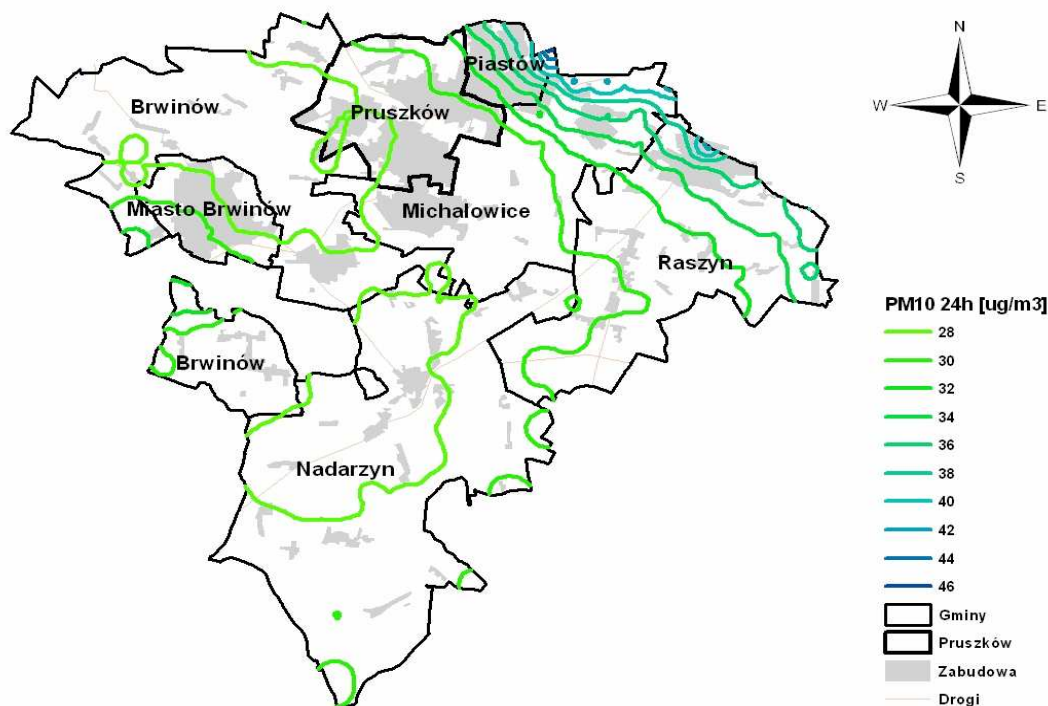 N
W
E
S
Piastów
Brwinów
Pruszków
Miasto Brwinów
Michalowice
Raszyn
Brwinów
Nadarzyn
PM10 24h [ug/m3]
28
30
32
34
36
38
40
42
44
46
Gminy
Pruszków
Zabudowa
Drogi